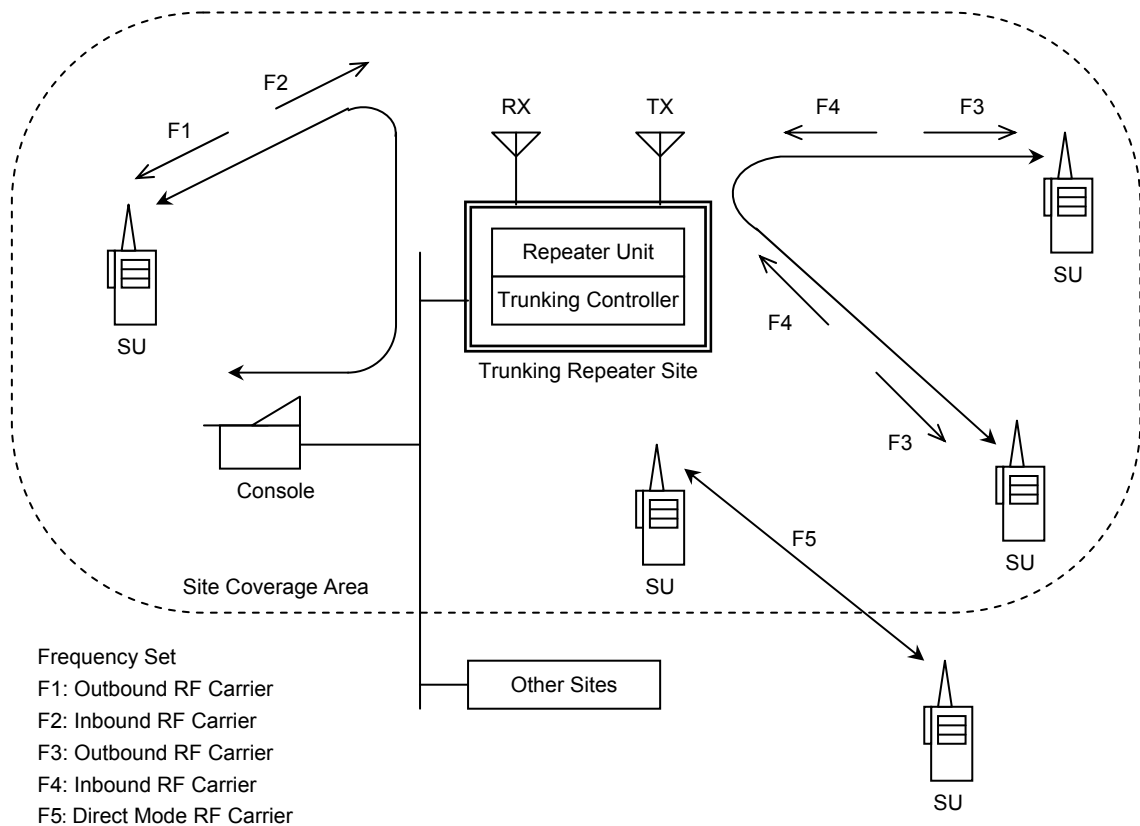 F2
F1
RX
TX
F4
F3
Repeater Unit
Trunking Controller
Trunking Repeater Site
SU
SU
F4
F3
Console
SU
SU
F5
Site Coverage Area
Frequency Set
F1: Outbound RF Carrier
F2: Inbound RF Carrier
F3: Outbound RF Carrier
F4: Inbound RF Carrier
F5: Direct Mode RF Carrier
Other Sites
SU